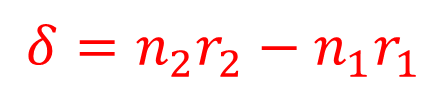 δ = n₂r₂ − n₁r₁